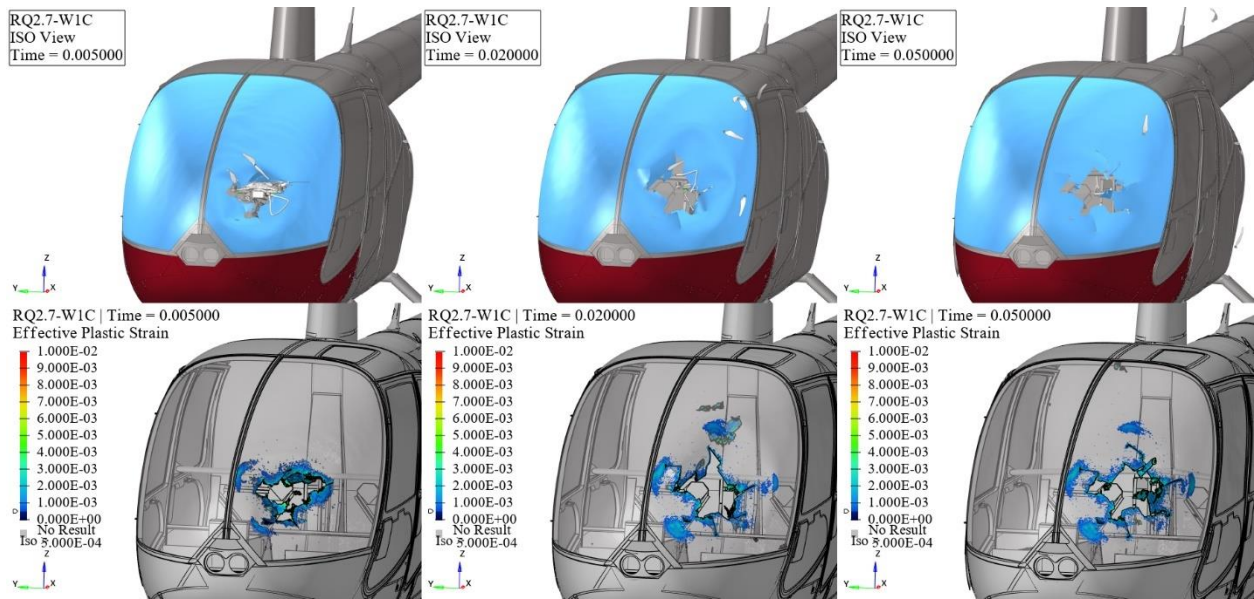 RQ2.7-W1C
ISO View
Time = 0.005000
RQ2.7-W1C
ISO View
Time = 0.020000
RQ2.7-W1C
ISO View
Time = 0.050000
Z
Y
X
Z
Y
X
Z
Y
X
RQ2.7-W1C | Time = 0.005000
Effective Plastic Strain
1.000E-02
9.000E-03
8.000E-03
7.000E-03
6.000E-03
5.000E-03
4.000E-03
3.000E-03
2.000E-03
1.000E-03
0.000E+00
No Result
Iso = 5.000E-04
Z
Y
X
RQ2.7-W1C | Time = 0.020000
Effective Plastic Strain
1.000E-02
9.000E-03
8.000E-03
7.000E-03
6.000E-03
5.000E-03
4.000E-03
3.000E-03
2.000E-03
1.000E-03
0.000E+00
No Result
Iso = 5.000E-04
Z
Y
X
RQ2.7-W1C | Time = 0.050000
Effective Plastic Strain
1.000E-02
9.000E-03
8.000E-03
7.000E-03
6.000E-03
5.000E-03
4.000E-03
3.000E-03
2.000E-03
1.000E-03
0.000E+00
No Result
Iso = 5.000E-04
Z
Y
X